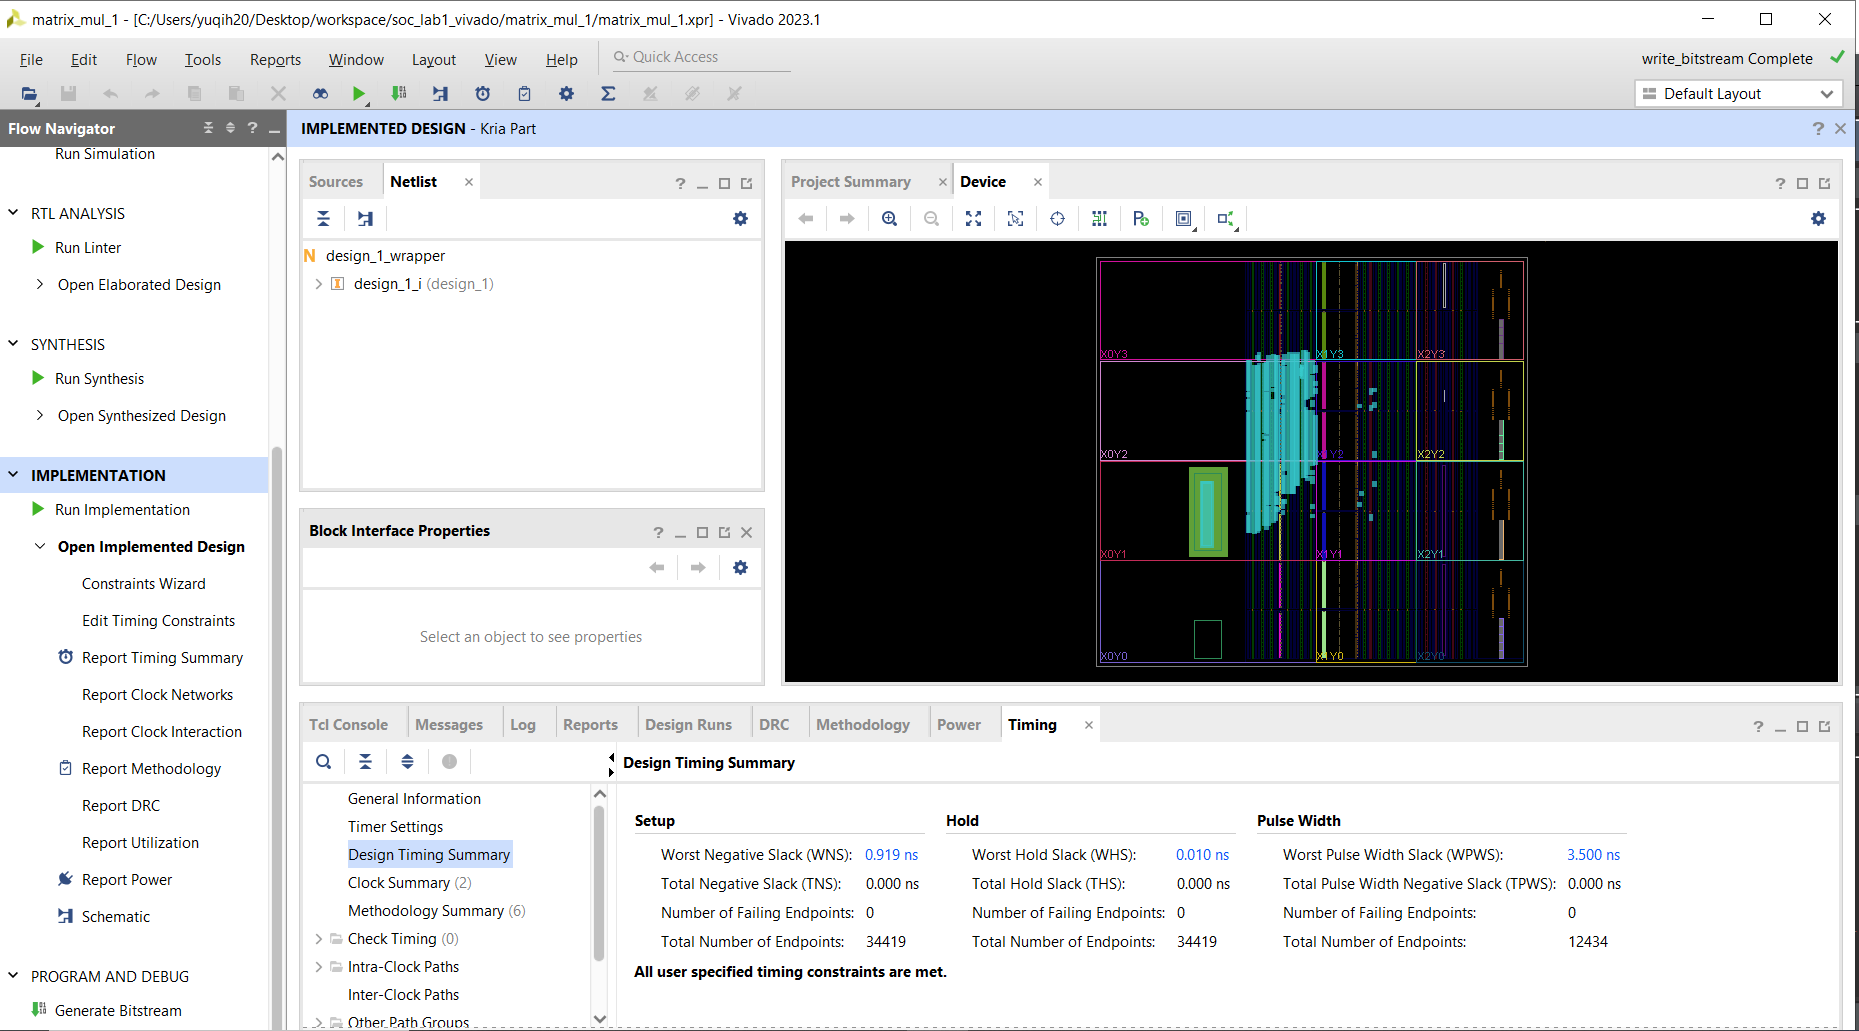 matrix_mul_1 - [C:/Users/yuqih20/Desktop/workspace/soc_lab1_vivado/matrix_mul_1/matrix_mul_1.xpr] - Vivado 2023.1
File Edit Flow Tools Reports Window Layout View Help Quick Access
write_bitstream Complete
Default Layout
Flow Navigator
IMPLEMENTED DESIGN - Kria Part
Run Simulation
RTL ANALYSIS
Run Linter
Open Elaborated Design
SYNTHESIS
Run Synthesis
Open Synthesized Design
IMPLEMENTATION
Run Implementation
Open Implemented Design
Constraints Wizard
Edit Timing Constraints
Report Timing Summary
Report Clock Networks
Report Clock Interaction
Report Methodology
Report DRC
Report Utilization
Report Power
Schematic
PROGRAM AND DEBUG
Generate Bitstream
Sources Netlist
N design_1_wrapper
design_1_i (design_1)
Block Interface Properties
Select an object to see properties
Project Summary Device
X0Y3 X1Y3 X2Y3
X0Y2 X1Y2 X2Y2
X0Y1 X1Y1 X2Y1
X0Y0 X1Y0 X2Y0
Tcl Console Messages Log Reports Design Runs DRC Methodology Power Timing
Design Timing Summary
General Information
Timer Settings
Design Timing Summary
Clock Summary (2)
Methodology Summary (6)
Check Timing (0)
Intra-Clock Paths
Inter-Clock Paths
Other Path Groups
Setup Hold Pulse Width
Worst Negative Slack (WNS): 0.919 ns Worst Hold Slack (WHS): 0.010 ns Worst Pulse Width Slack (WPWS): 3.500 ns
Total Negative Slack (TNS): 0.000 ns Total Hold Slack (THS): 0.000 ns Total Pulse Width Negative Slack (TPWS): 0.000 ns
Number of Failing Endpoints: 0 Number of Failing Endpoints: 0 Number of Failing Endpoints: 0
Total Number of Endpoints: 34419 Total Number of Endpoints: 34419 Total Number of Endpoints: 12434
All user specified timing constraints are met.